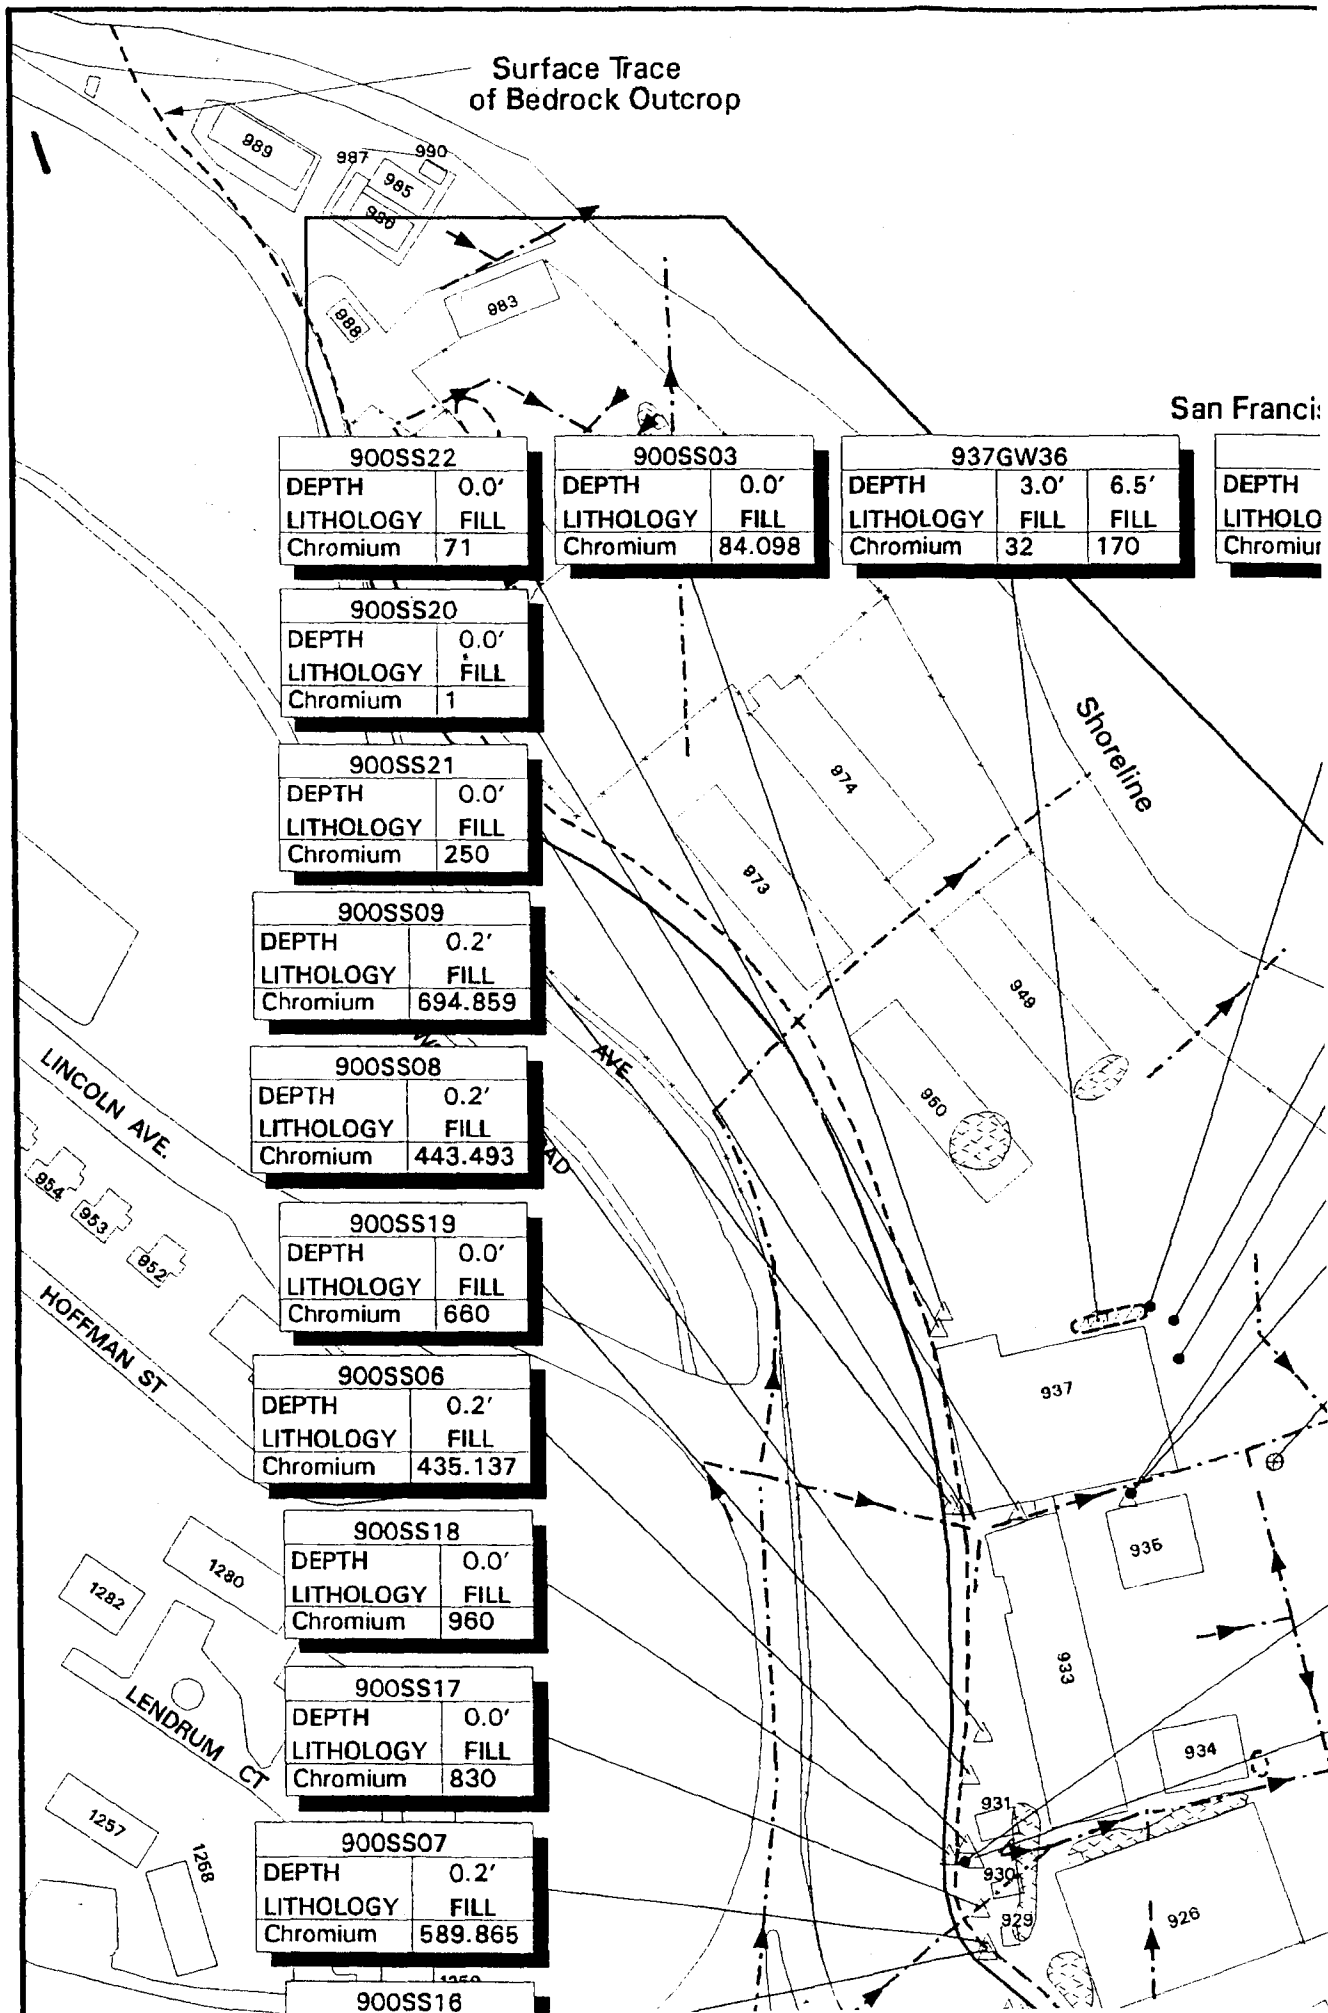 Surface Trace
of Bedrock Outcrop
989
987
990
985
986
983
988
San Francis
900SS22
DEPTH 0.0'
LITHOLOGY FILL
Chromium 71
900SS03
DEPTH 0.0'
LITHOLOGY FILL
Chromium 84.098
937GW36
DEPTH 3.0' 6.5'
LITHOLOGY FILL FILL
Chromium 32 170
DEPTH
LITHOLO
Chromiu
900SS20
DEPTH 0.0'
LITHOLOGY FILL
Chromium 1
Shoreline
900SS21
DEPTH 0.0'
LITHOLOGY FILL
Chromium 250
974
973
949
950
900SS09
DEPTH 0.2'
LITHOLOGY FILL
Chromium 694.859
AVE
LINCOLN AVE.
900SS08
DEPTH 0.2'
LITHOLOGY FILL
Chromium 443.493
AD
954
953
952
900SS19
DEPTH 0.0'
LITHOLOGY FILL
Chromium 660
HOFFMAN ST
900SS06
DEPTH 0.2'
LITHOLOGY FILL
Chromium 435.137
937
935
900SS18
DEPTH 0.0'
LITHOLOGY FILL
Chromium 960
1280
1282
933
934
900SS17
DEPTH 0.0'
LITHOLOGY FILL
Chromium 830
LENDRUM CT
931
930
929
926
1257
1258
900SS07
DEPTH 0.2'
LITHOLOGY FILL
Chromium 589.865
1259
900SS16